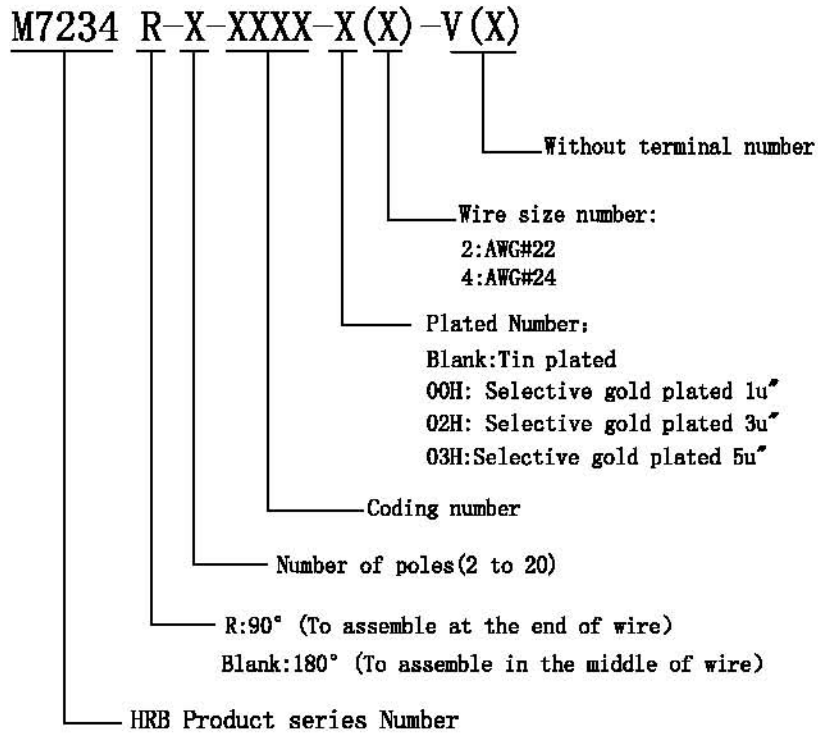 M7234 R-X-XXXX-X(X)-V(X)
Without terminal number
Wire size number:
2:AWG#22
4:AWG#24
Plated Number:
Blank:Tin plated
00H: Selective gold plated 1u"
02H: Selective gold plated 3u"
03H:Selective gold plated 5u"
Coding number
Number of poles(2 to 20)
R:90° (To assemble at the end of wire)
Blank:180° (To assemble in the middle of wire)
HRB Product series Number